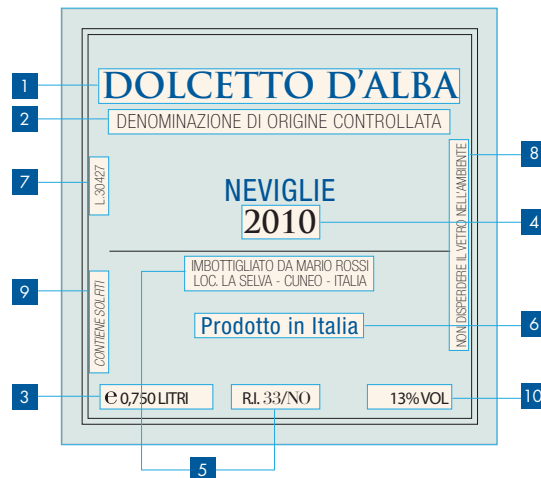 1
DOLCETTO D'ALBA
2
DENOMINAZIONE DI ORIGINE CONTROLLATA
8
NON DISPERDERE IL VETRO NELL'AMBIENTE
7
L.30427
NEVIGLIE
4
2010
IMBOTTIGLIATO DA MARIO ROSSI
LOC. LA SELVA - CUNEO - ITALIA
9
CONTIENE SOLFITI
6
Prodotto in Italia
3
e 0,750 LITRI
R.I. 33/NO
13% VOL
10
5